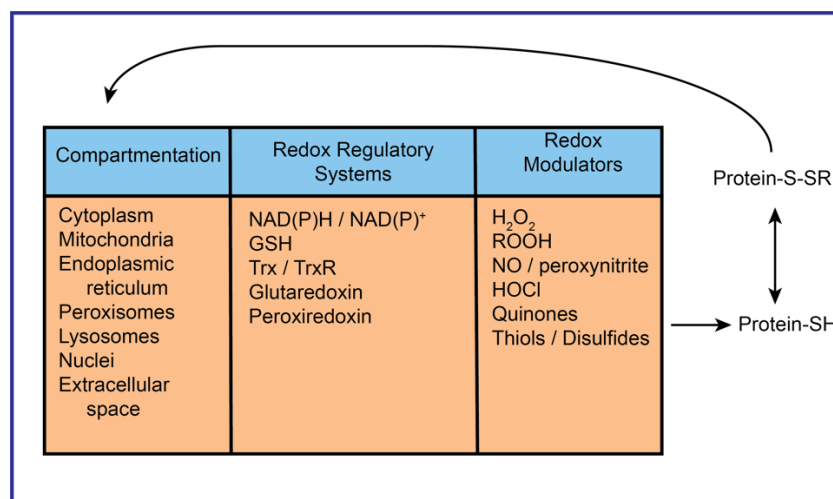 Compartmentation
Redox Regulatory
Systems
Redox
Modulators
Cytoplasm
Mitochondria
Endoplasmic
reticulum
Peroxisomes
Lysosomes
Nuclei
Extracellular
space
NAD(P)H / NAD(P)⁺
GSH
Trx / TrxR
Glutaredoxin
Peroxiredoxin
H₂O₂
ROOH
NO / peroxynitrite
HOCl
Quinones
Thiols / Disulfides
Protein-S-SR
Protein-SH